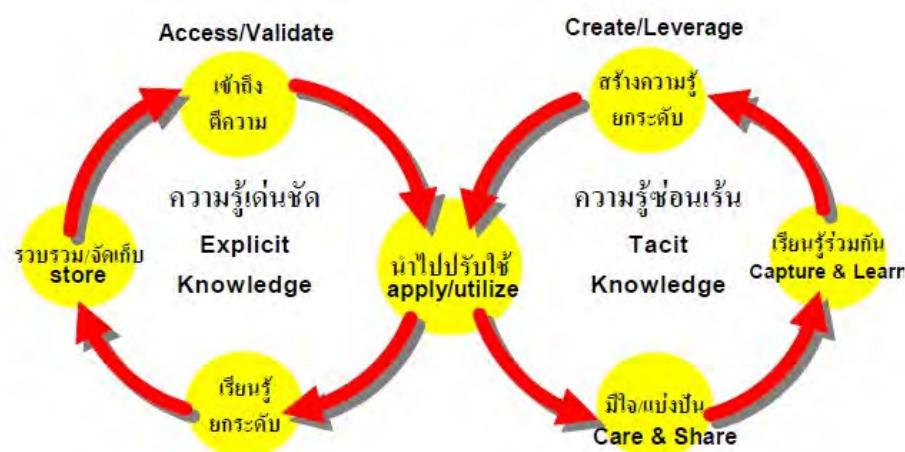 Access/Validate
เข้าถึง
ตีความ
Create/Leverage
สร้างความรู้
ยกระดับ
ความรู้เด่นชัด
Explicit
Knowledge
ความรู้ซ่อนเร้น
Tacit
Knowledge
รวบรวม/จัดเก็บ
store
นำไปปรับใช้
apply/utilize
เรียนรู้ร่วมกัน
Capture & Learn
เรียนรู้
ยกระดับ
มีใจ/แบ่งปัน
Care & Share